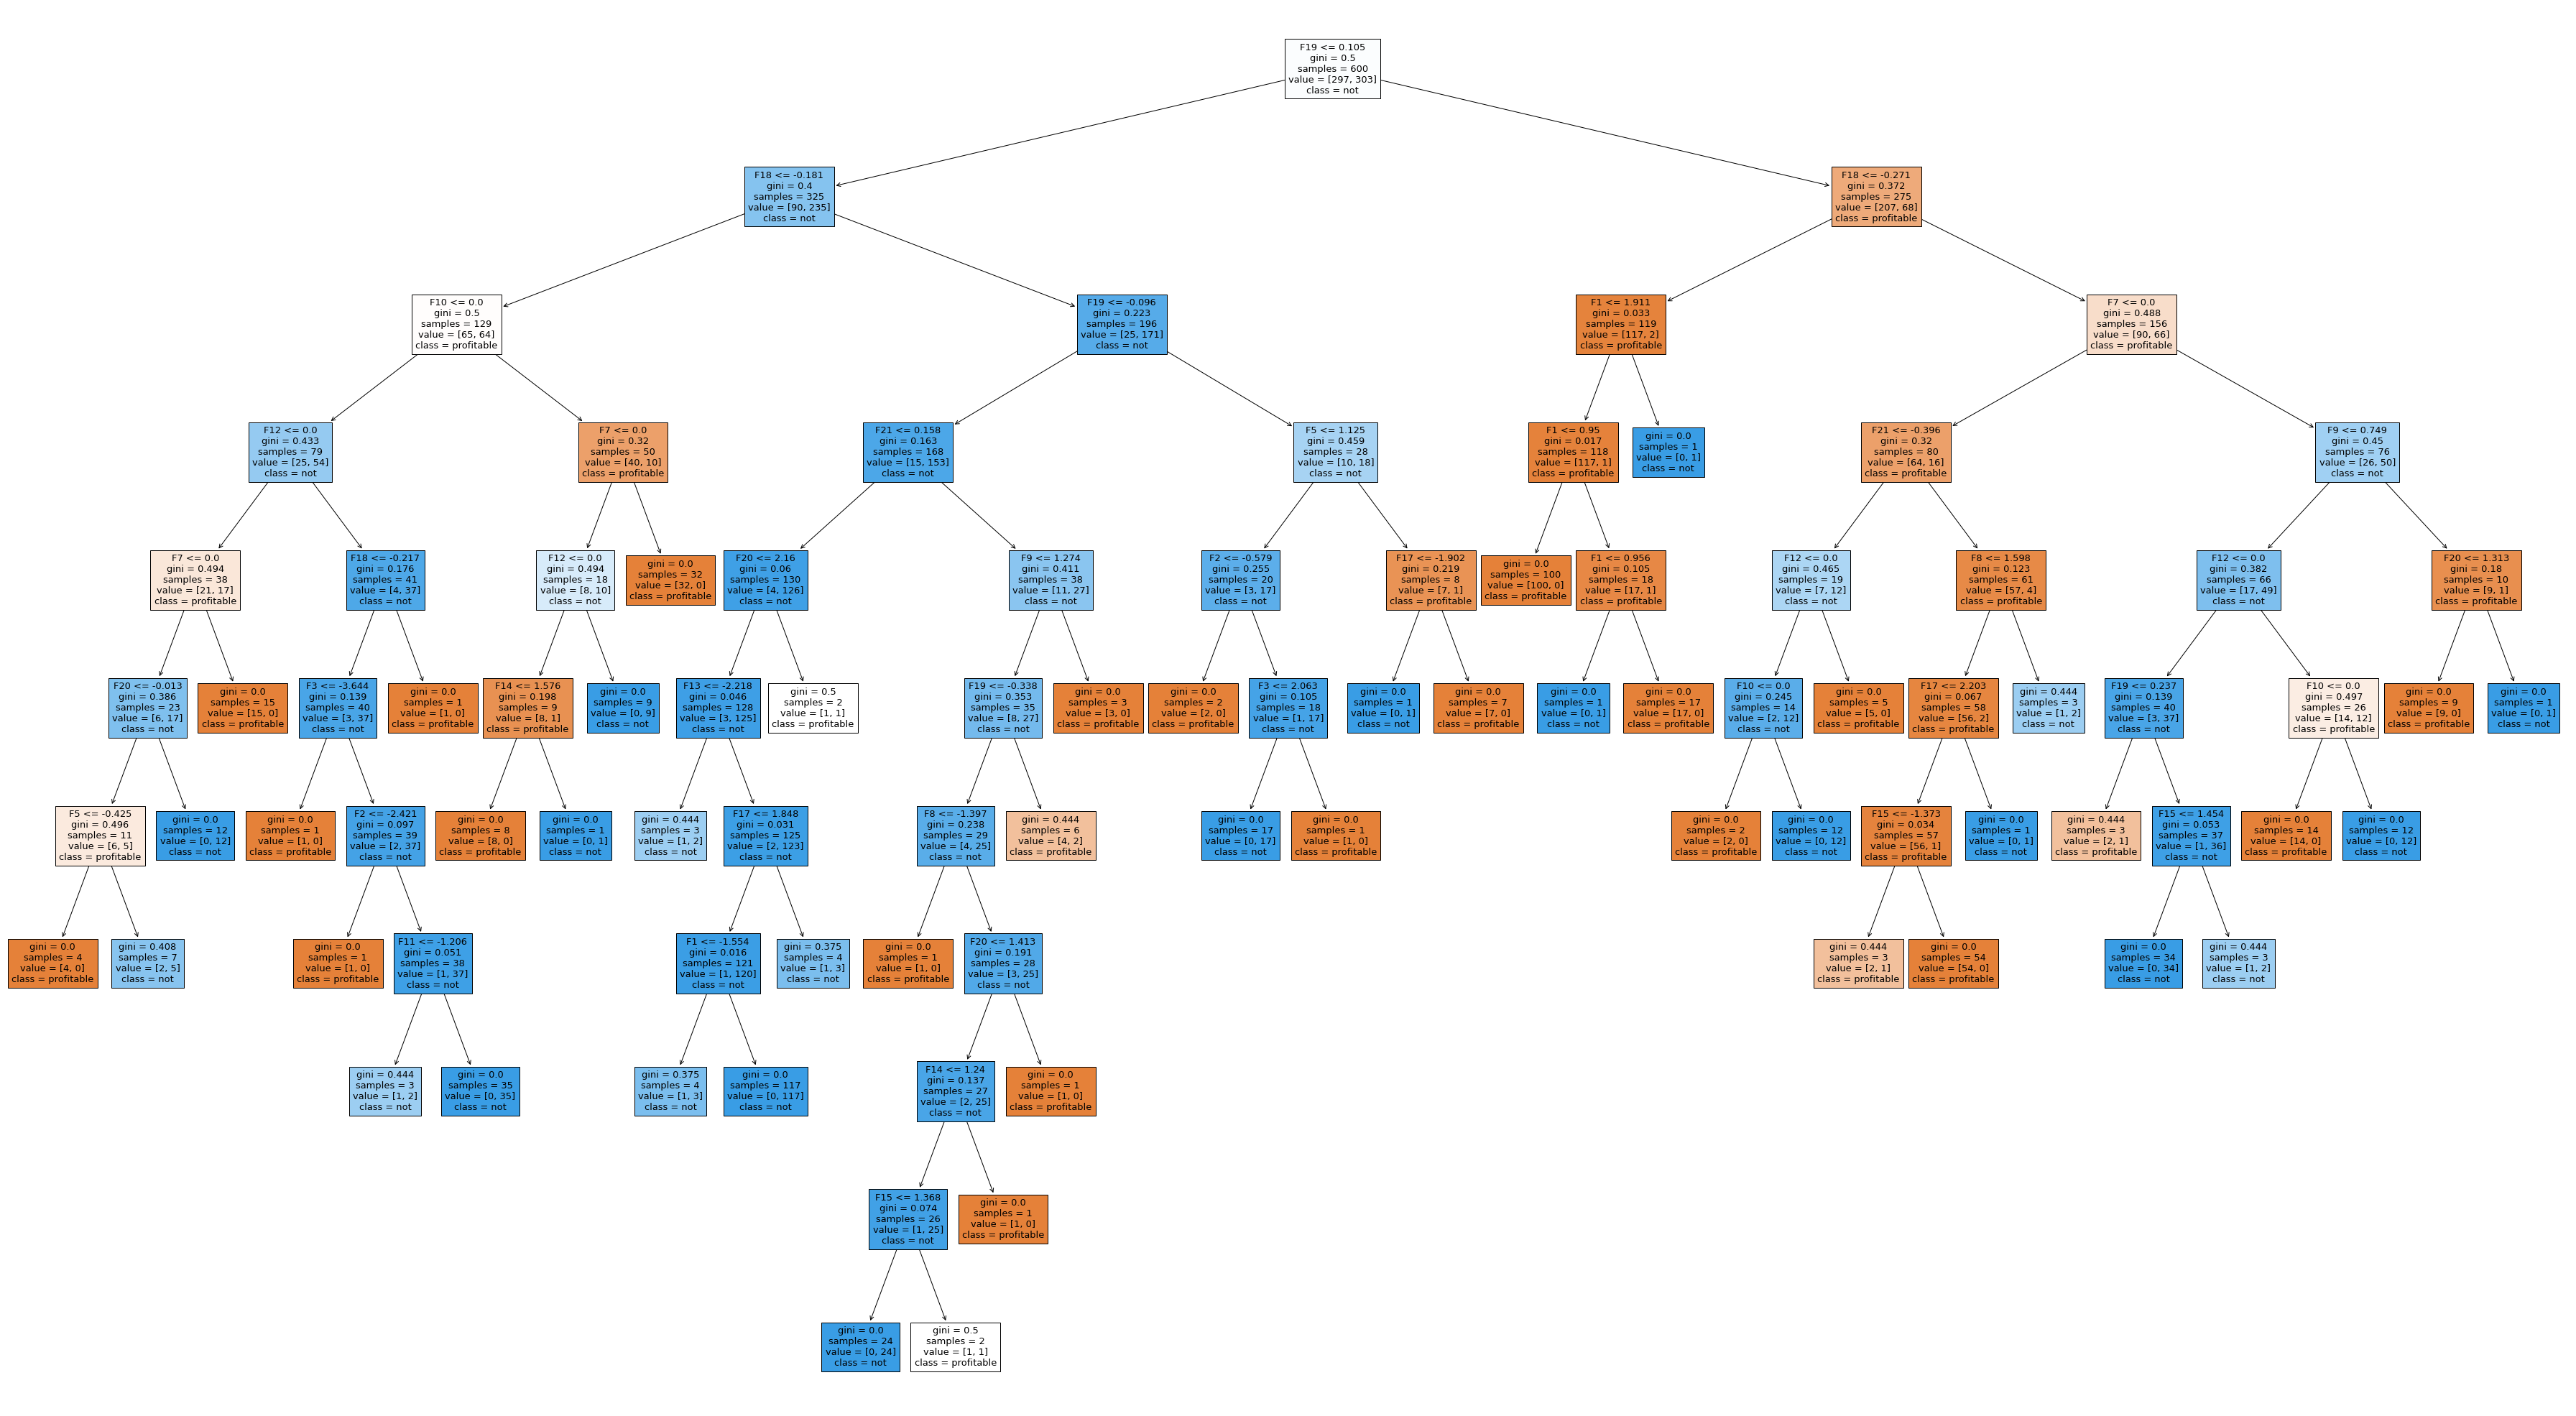 F19 <= 0.105
gini = 0.5
samples = 600
value = [297, 303]
class = not
F18 <= -0.181
gini = 0.4
samples = 325
value = [90, 235]
class = not
F18 <= -0.271
gini = 0.372
samples = 275
value = [207, 68]
class = profitable
F10 <= 0.0
gini = 0.5
samples = 129
value = [65, 64]
class = profitable
F19 <= -0.096
gini = 0.223
samples = 196
value = [25, 171]
class = not
F1 <= 1.911
gini = 0.033
samples = 119
value = [117, 2]
class = profitable
F7 <= 0.0
gini = 0.488
samples = 156
value = [90, 66]
class = profitable
F12 <= 0.0
gini = 0.433
samples = 79
value = [25, 54]
class = not
F7 <= 0.0
gini = 0.32
samples = 50
value = [40, 10]
class = profitable
F21 <= 0.158
gini = 0.163
samples = 168
value = [15, 153]
class = not
F5 <= 1.125
gini = 0.459
samples = 28
value = [10, 18]
class = not
F1 <= 0.95
gini = 0.017
samples = 118
value = [117, 1]
class = profitable
gini = 0.0
samples = 1
value = [0, 1]
class = not
F21 <= -0.396
gini = 0.32
samples = 80
value = [64, 16]
class = profitable
F9 <= 0.749
gini = 0.45
samples = 76
value = [26, 50]
class = not
F7 <= 0.0
gini = 0.494
samples = 38
value = [21, 17]
class = profitable
F18 <= -0.217
gini = 0.176
samples = 41
value = [4, 37]
class = not
F12 <= 0.0
gini = 0.494
samples = 18
value = [8, 10]
class = not
gini = 0.0
samples = 32
value = [32, 0]
class = profitable
F20 <= 2.16
gini = 0.06
samples = 130
value = [4, 126]
class = not
F9 <= 1.274
gini = 0.411
samples = 38
value = [11, 27]
class = not
F2 <= -0.579
gini = 0.255
samples = 20
value = [3, 17]
class = not
F17 <= -1.902
gini = 0.219
samples = 8
value = [7, 1]
class = profitable
gini = 0.0
samples = 100
value = [100, 0]
class = profitable
F1 <= 0.956
gini = 0.105
samples = 18
value = [17, 1]
class = profitable
F12 <= 0.0
gini = 0.465
samples = 19
value = [7, 12]
class = not
F8 <= 1.598
gini = 0.123
samples = 61
value = [57, 4]
class = profitable
F12 <= 0.0
gini = 0.382
samples = 66
value = [17, 49]
class = not
F20 <= 1.313
gini = 0.18
samples = 10
value = [9, 1]
class = profitable
F20 <= -0.013
gini = 0.386
samples = 23
value = [6, 17]
class = not
gini = 0.0
samples = 15
value = [15, 0]
class = profitable
F3 <= -3.644
gini = 0.139
samples = 40
value = [3, 37]
class = not
gini = 0.0
samples = 1
value = [1, 0]
class = profitable
F14 <= 1.576
gini = 0.198
samples = 9
value = [8, 1]
class = profitable
gini = 0.0
samples = 9
value = [0, 9]
class = not
F13 <= -2.218
gini = 0.046
samples = 128
value = [3, 125]
class = not
gini = 0.5
samples = 2
value = [1, 1]
class = profitable
F19 <= -0.338
gini = 0.353
samples = 35
value = [8, 27]
class = not
gini = 0.0
samples = 3
value = [3, 0]
class = profitable
gini = 0.0
samples = 2
value = [2, 0]
class = profitable
F3 <= 2.063
gini = 0.105
samples = 18
value = [1, 17]
class = not
gini = 0.0
samples = 1
value = [0, 1]
class = not
gini = 0.0
samples = 7
value = [7, 0]
class = profitable
gini = 0.0
samples = 1
value = [0, 1]
class = not
gini = 0.0
samples = 17
value = [17, 0]
class = profitable
F10 <= 0.0
gini = 0.245
samples = 14
value = [2, 12]
class = not
gini = 0.0
samples = 5
value = [5, 0]
class = profitable
F17 <= 2.203
gini = 0.067
samples = 58
value = [56, 2]
class = profitable
gini = 0.444
samples = 3
value = [1, 2]
class = not
F19 <= 0.237
gini = 0.139
samples = 40
value = [3, 37]
class = not
F10 <= 0.0
gini = 0.497
samples = 26
value = [14, 12]
class = profitable
gini = 0.0
samples = 9
value = [9, 0]
class = profitable
gini = 0.0
samples = 1
value = [0, 1]
class = not
F5 <= -0.425
gini = 0.496
samples = 11
value = [6, 5]
class = profitable
gini = 0.0
samples = 12
value = [0, 12]
class = not
gini = 0.0
samples = 1
value = [1, 0]
class = profitable
F2 <= -2.421
gini = 0.097
samples = 39
value = [2, 37]
class = not
gini = 0.0
samples = 8
value = [8, 0]
class = profitable
gini = 0.0
samples = 1
value = [0, 1]
class = not
gini = 0.444
samples = 3
value = [1, 2]
class = not
F17 <= 1.848
gini = 0.031
samples = 125
value = [2, 123]
class = not
F8 <= -1.397
gini = 0.238
samples = 29
value = [4, 25]
class = not
gini = 0.444
samples = 6
value = [4, 2]
class = profitable
gini = 0.0
samples = 17
value = [0, 17]
class = not
gini = 0.0
samples = 1
value = [1, 0]
class = profitable
gini = 0.0
samples = 2
value = [2, 0]
class = profitable
gini = 0.0
samples = 12
value = [0, 12]
class = not
F15 <= -1.373
gini = 0.034
samples = 57
value = [56, 1]
class = profitable
gini = 0.0
samples = 1
value = [0, 1]
class = not
gini = 0.444
samples = 3
value = [2, 1]
class = profitable
F15 <= 1.454
gini = 0.053
samples = 37
value = [1, 36]
class = not
gini = 0.0
samples = 14
value = [14, 0]
class = profitable
gini = 0.0
samples = 12
value = [0, 12]
class = not
gini = 0.0
samples = 4
value = [4, 0]
class = profitable
gini = 0.408
samples = 7
value = [2, 5]
class = not
gini = 0.0
samples = 1
value = [1, 0]
class = profitable
F11 <= -1.206
gini = 0.051
samples = 38
value = [1, 37]
class = not
F1 <= -1.554
gini = 0.016
samples = 121
value = [1, 120]
class = not
gini = 0.375
samples = 4
value = [1, 3]
class = not
gini = 0.0
samples = 1
value = [1, 0]
class = profitable
F20 <= 1.413
gini = 0.191
samples = 28
value = [3, 25]
class = not
gini = 0.444
samples = 3
value = [2, 1]
class = profitable
gini = 0.0
samples = 54
value = [54, 0]
class = profitable
gini = 0.0
samples = 34
value = [0, 34]
class = not
gini = 0.444
samples = 3
value = [1, 2]
class = not
gini = 0.444
samples = 3
value = [1, 2]
class = not
gini = 0.0
samples = 35
value = [0, 35]
class = not
gini = 0.375
samples = 4
value = [1, 3]
class = not
gini = 0.0
samples = 117
value = [0, 117]
class = not
F14 <= 1.24
gini = 0.137
samples = 27
value = [2, 25]
class = not
gini = 0.0
samples = 1
value = [1, 0]
class = profitable
F15 <= 1.368
gini = 0.074
samples = 26
value = [1, 25]
class = not
gini = 0.0
samples = 1
value = [1, 0]
class = profitable
gini = 0.0
samples = 24
value = [0, 24]
class = not
gini = 0.5
samples = 2
value = [1, 1]
class = profitable